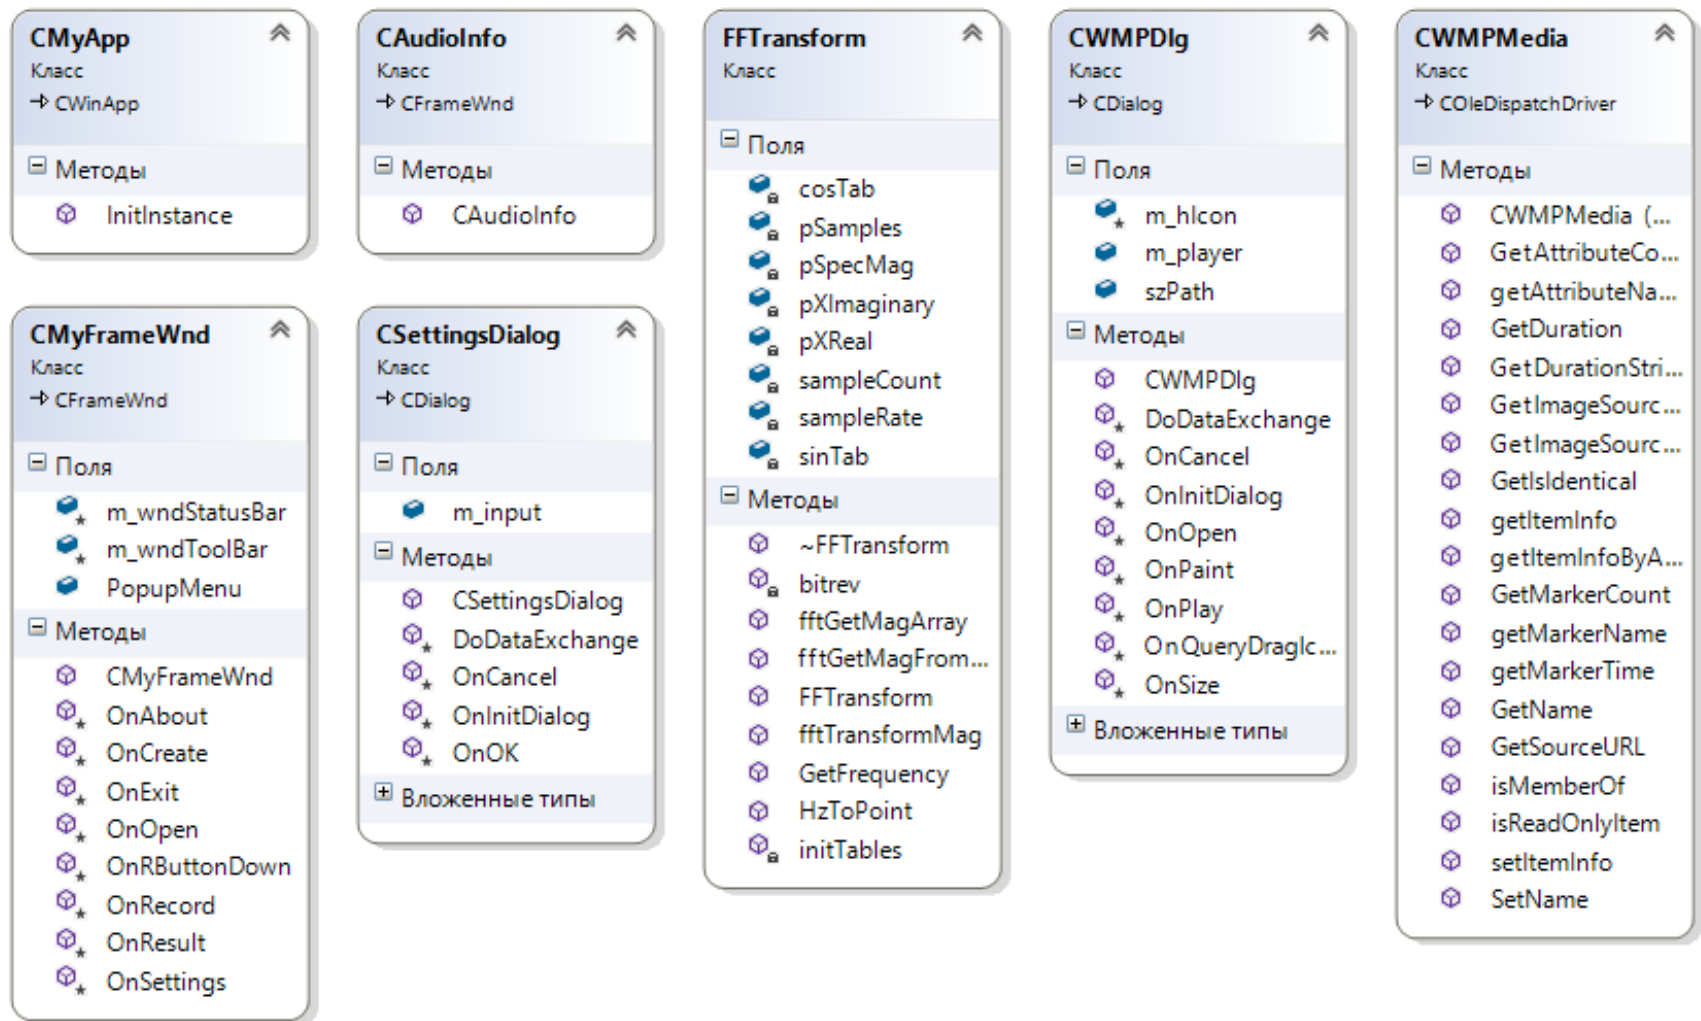 CMyApp
Класс
CWinApp
Методы
InitInstance
CMyFrameWnd
Класс
CFrameWnd
Поля
m_wndStatusBar
m_wndToolBar
PopupMenu
Методы
CMyFrameWnd
OnAbout
OnCreate
OnExit
OnOpen
OnRButtonDown
OnRecord
OnResult
OnSettings
CAudioInfo
Класс
CFrameWnd
Методы
CAudioInfo
CSettingsDialog
Класс
CDialog
Поля
m_input
Методы
CSettingsDialog
DoDataExchange
OnCancel
OnInitDialog
OnOK
Вложенные типы
FFTransform
Класс
Поля
cosTab
pSamples
pSpecMag
pXImaginary
pXReal
sampleCount
sampleRate
sinTab
Методы
~FFTransform
bitrev
fftGetMagArray
fftGetMagFrom...
FFTransform
fftTransformMag
GetFrequency
HzToPoint
initTables
CWMPDlg
Класс
CDialog
Поля
m_hIcon
m_player
szPath
Методы
CWMPDlg
DoDataExchange
OnCancel
OnInitDialog
OnOpen
OnPaint
OnPlay
OnQueryDragIc...
OnSize
Вложенные типы
CWMPMedia
Класс
COleDispatchDriver
Методы
CWMPMedia (...
GetAttributeCo...
getAttributeNa...
GetDuration
GetDurationStri...
GetImageSourc...
GetImageSourc...
GetIsIdentical
getItemInfo
getItemInfoByA...
GetMarkerCount
getMarkerName
getMarkerTime
GetName
GetSourceURL
isMemberOf
isReadOnlyItem
setItemInfo
SetName